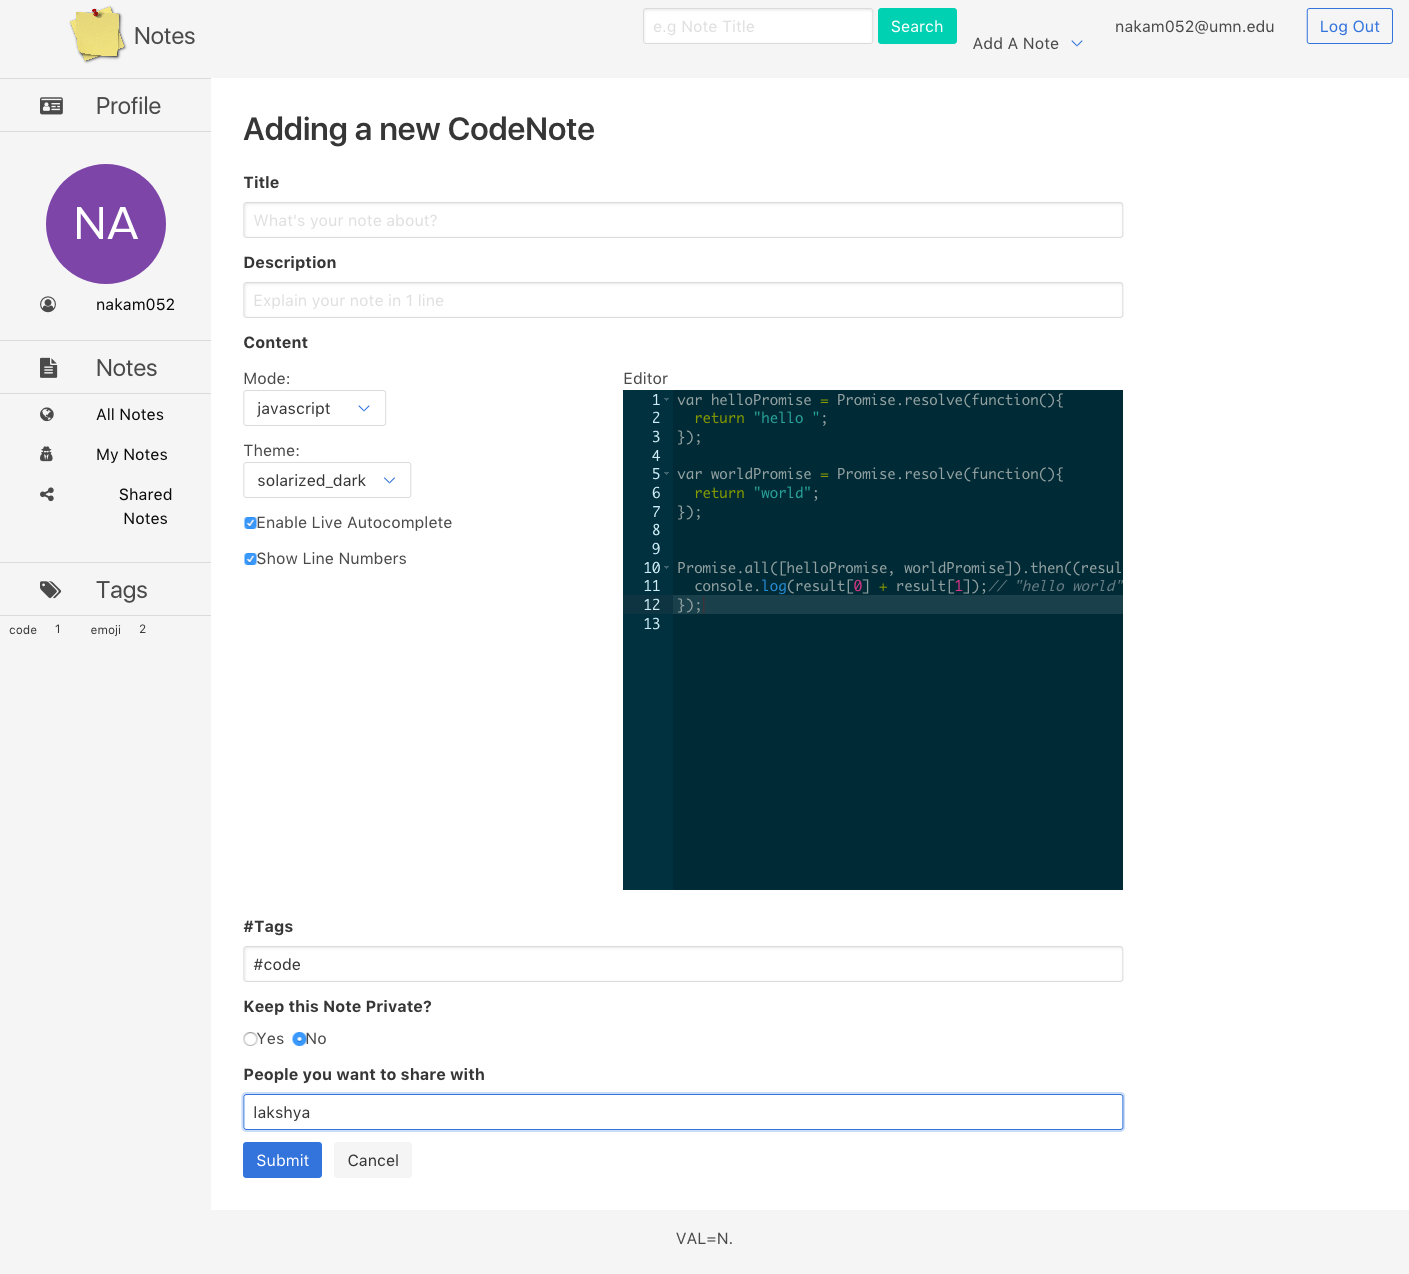 Notes
e.g Note Title
Search
Add A Note
nakam052@umn.edu
Log Out
Profile
NA
nakam052
Notes
All Notes
My Notes
Shared
Notes
Tags
code 1 emoji 2
Adding a new CodeNote
Title
What's your note about?
Description
Explain your note in 1 line
Content
Mode:
javascript
Theme:
solarized_dark
Enable Live Autocomplete
Show Line Numbers
Editor
1 var helloPromise = Promise.resolve(function(){
2   return "hello ";
3 });
4
5 var worldPromise = Promise.resolve(function(){
6   return "world";
7 });
8
9
10 Promise.all([helloPromise, worldPromise]).then((resul
11   console.log(result[0] + result[1]);// "hello world"
12 });
13
#Tags
#code
Keep this Note Private?
Yes No
People you want to share with
lakshya
Submit Cancel
VAL=N.